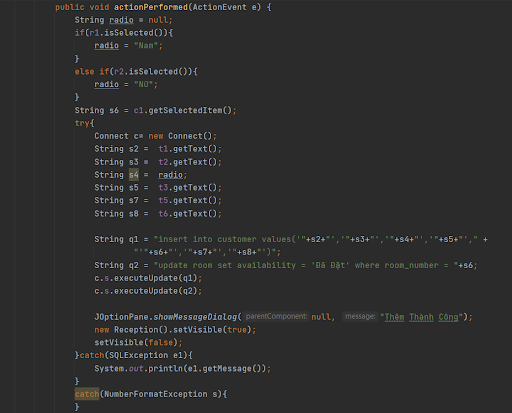 public void actionPerformed(ActionEvent e) {
String radio = null;
if(r1.isSelected()){
radio = "Nam";
}
else if(r2.isSelected()){
radio = "Nữ";
}
String s6 = c1.getSelectedItem();
try{
Connect c= new Connect();
String s2 =  t1.getText();
String s3 =  t2.getText();
String s4 =  radio;
String s5 =  t3.getText();
String s7 =  t5.getText();
String s8 =  t6.getText();
String q1 = "insert into customer values('"+s2+"','"+s3+"','"+s4+"','"+s5+"'," +
"'"+s6+"','"+s7+"','"+s8+"')";
String q2 = "update room set availability = 'Đã Đặt' where room_number = "+s6;
c.s.executeUpdate(q1);
c.s.executeUpdate(q2);
JOptionPane.showMessageDialog( parentComponent: null,  message: "Thêm Thành Công");
new Reception().setVisible(true);
setVisible(false);
}catch(SQLException e1){
System.out.println(e1.getMessage());
}
catch(NumberFormatException s){
}